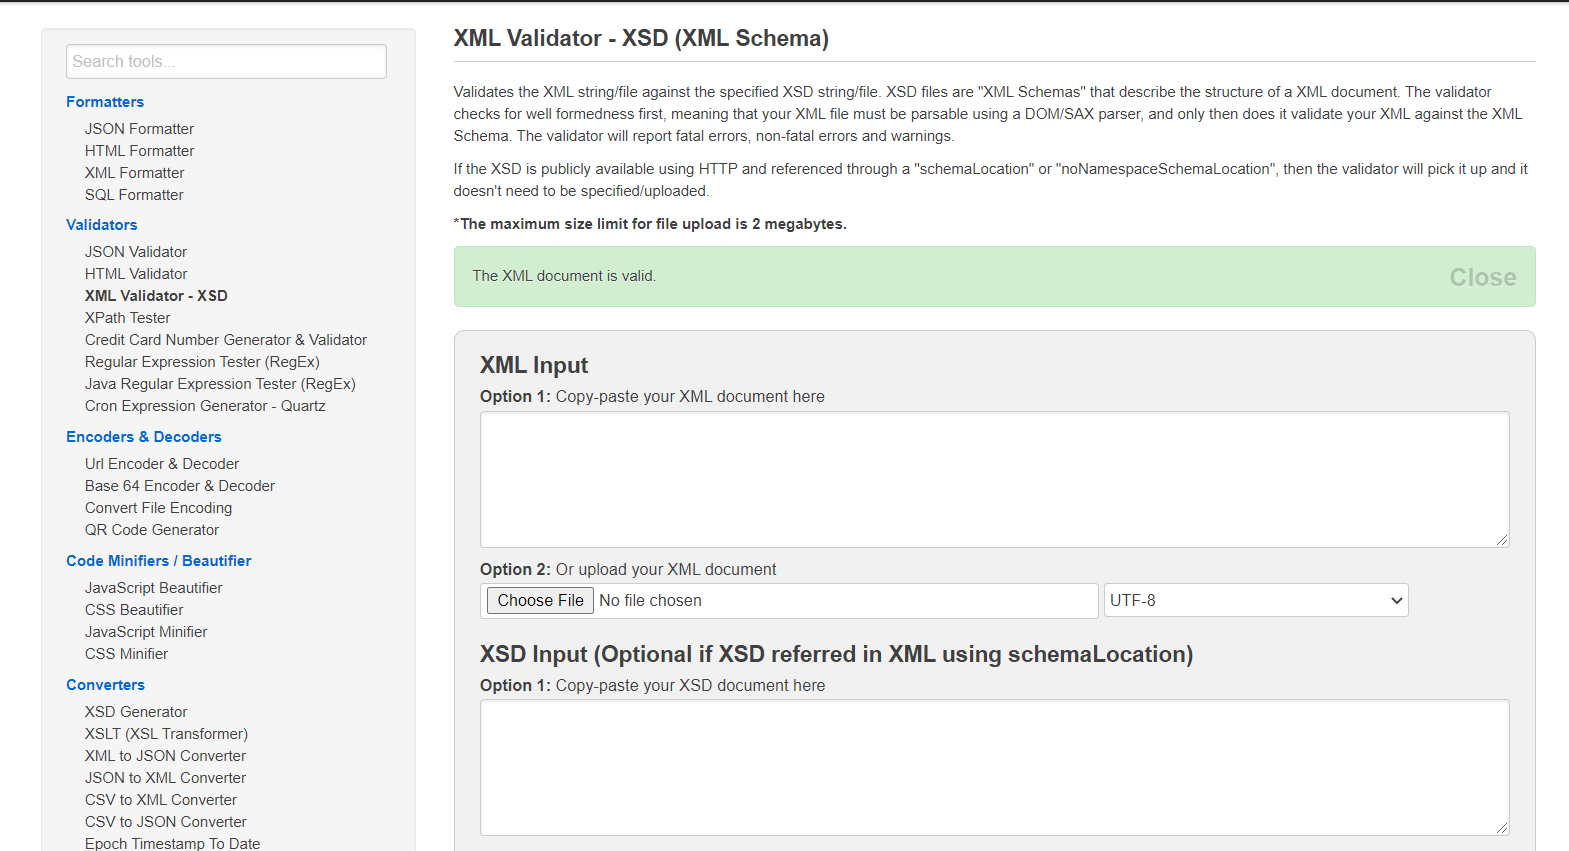 Search tools...
Formatters
JSON Formatter
HTML Formatter
XML Formatter
SQL Formatter
Validators
JSON Validator
HTML Validator
XML Validator - XSD
XPath Tester
Credit Card Number Generator & Validator
Regular Expression Tester (RegEx)
Java Regular Expression Tester (RegEx)
Cron Expression Generator - Quartz
Encoders & Decoders
Url Encoder & Decoder
Base 64 Encoder & Decoder
Convert File Encoding
QR Code Generator
Code Minifiers / Beautifier
JavaScript Beautifier
CSS Beautifier
JavaScript Minifier
CSS Minifier
Converters
XSD Generator
XSLT (XSL Transformer)
XML to JSON Converter
JSON to XML Converter
CSV to XML Converter
CSV to JSON Converter
Epoch Timestamp To Date
XML Validator - XSD (XML Schema)
Validates the XML string/file against the specified XSD string/file. XSD files are "XML Schemas" that describe the structure of a XML document. The validator
checks for well formedness first, meaning that your XML file must be parsable using a DOM/SAX parser, and only then does it validate your XML against the XML
Schema. The validator will report fatal errors, non-fatal errors and warnings.
If the XSD is publicly available using HTTP and referenced through a "schemaLocation" or "noNamespaceSchemaLocation", then the validator will pick it up and it
doesn't need to be specified/uploaded.
*The maximum size limit for file upload is 2 megabytes.
The XML document is valid.
Close
XML Input
Option 1: Copy-paste your XML document here
Option 2: Or upload your XML document
Choose File No file chosen
UTF-8
XSD Input (Optional if XSD referred in XML using schemaLocation)
Option 1: Copy-paste your XSD document here